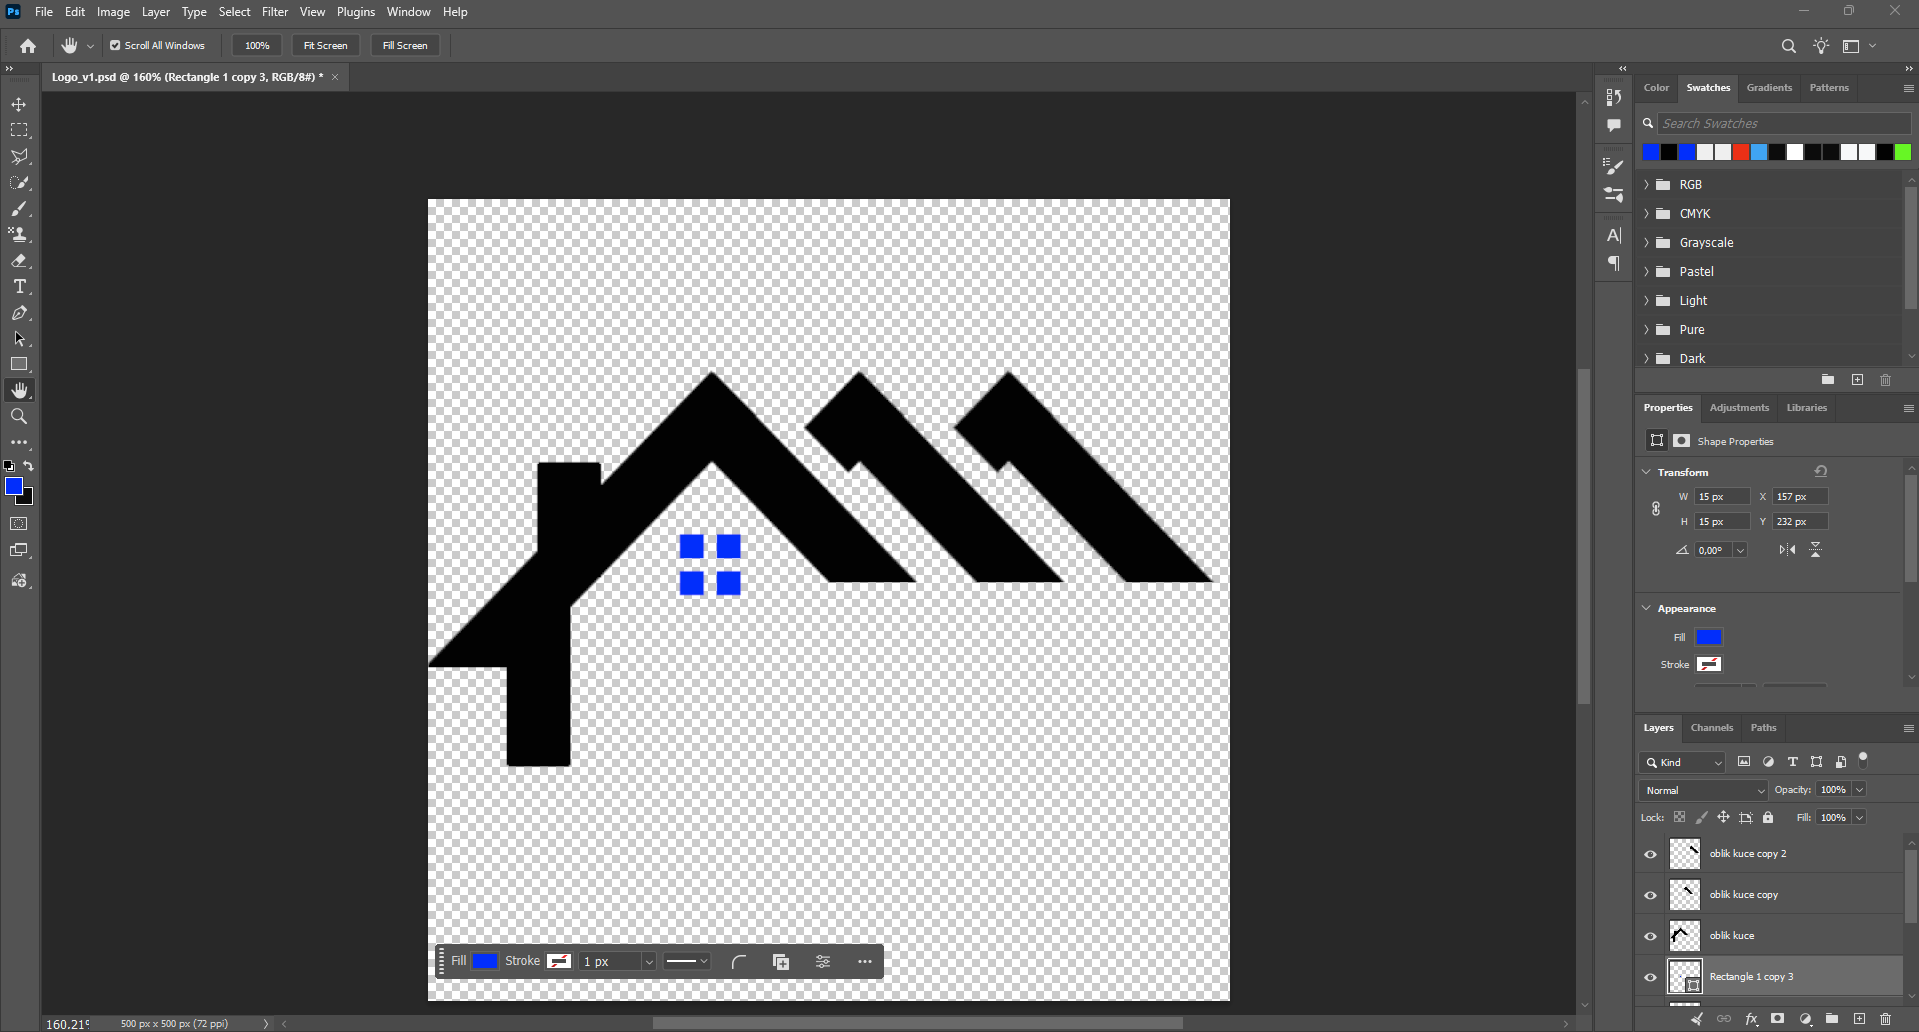 Ps File Edit Image Layer Type Select Filter View Plugins Window Help
Scroll All Windows 100% Fit Screen Fill Screen
Logo_v1.psd @ 160% (Rectangle 1 copy 3, RGB/8#) * ×
Color Swatches Gradients Patterns
Search Swatches
RGB
CMYK
Grayscale
Pastel
Light
Pure
Dark
Properties Adjustments Libraries
Shape Properties
Transform
W 15 px X 157 px
H 15 px Y 232 px
0,00°
Appearance
Fill
Stroke
Layers Channels Paths
Kind
Normal Opacity: 100%
Lock: Fill: 100%
oblik kuce copy 2
oblik kuce copy
oblik kuce
Rectangle 1 copy 3
Fill Stroke 1 px
160.21% 500 px x 500 px (72 ppi)